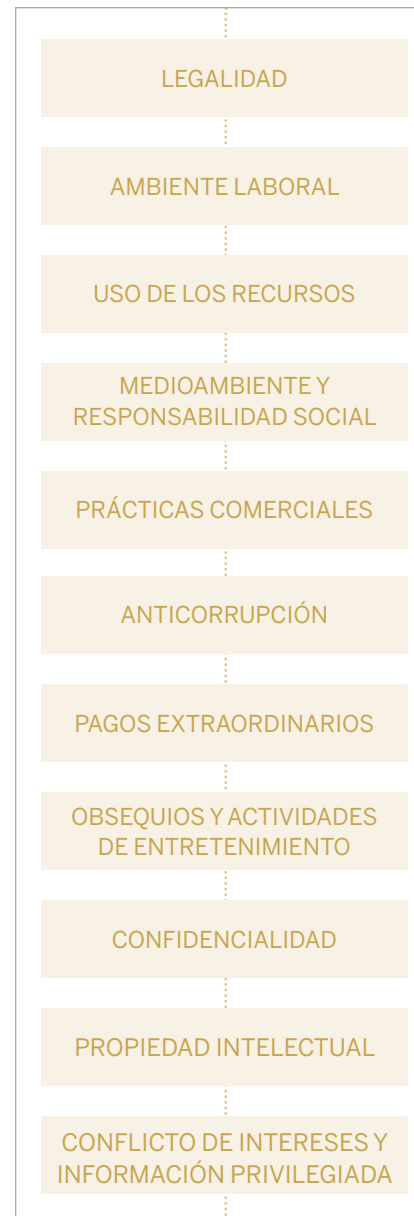 LEGALIDAD
AMBIENTE LABORAL
USO DE LOS RECURSOS
MEDIOAMBIENTE Y
RESPONSABILIDAD SOCIAL
PRÁCTICAS COMERCIALES
ANTICORRUPCIÓN
PAGOS EXTRAORDINARIOS
OBSEQUIOS Y ACTIVIDADES
DE ENTRETENIMIENTO
CONFIDENCIALIDAD
PROPIEDAD INTELECTUAL
CONFLICTO DE INTERESES Y
INFORMACIÓN PRIVILEGIADA